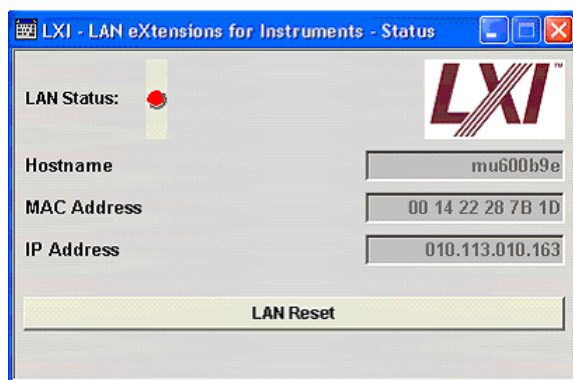 LXI - LAN eXtensions for Instruments - Status
LAN Status:
LXI™
Hostname mu600b9e
MAC Address 00 14 22 28 7B 1D
IP Address 010.113.010.163
LAN Reset